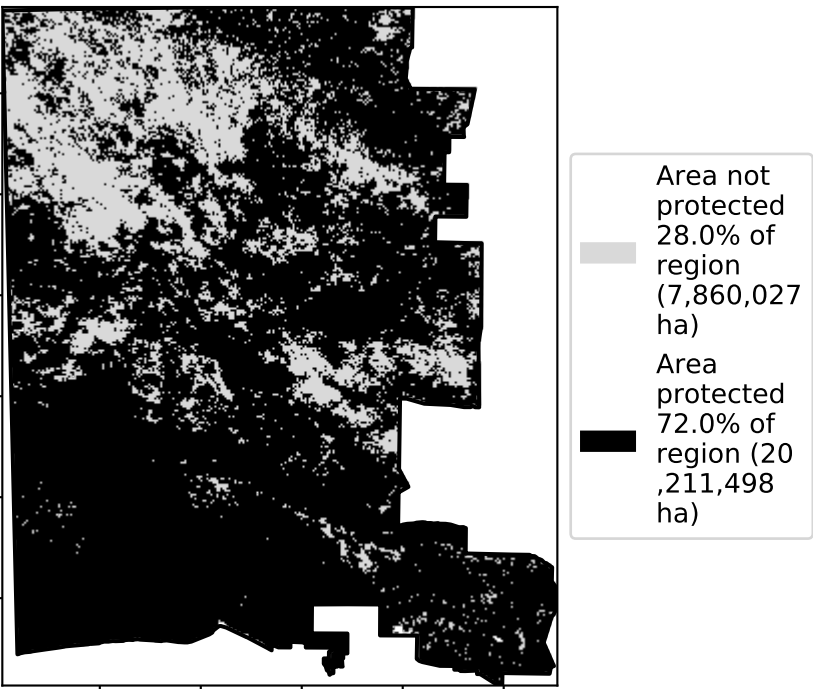 Area not
protected
28.0% of
region
(7,860,027
ha)
Area
protected
72.0% of
region (20
,211,498
ha)